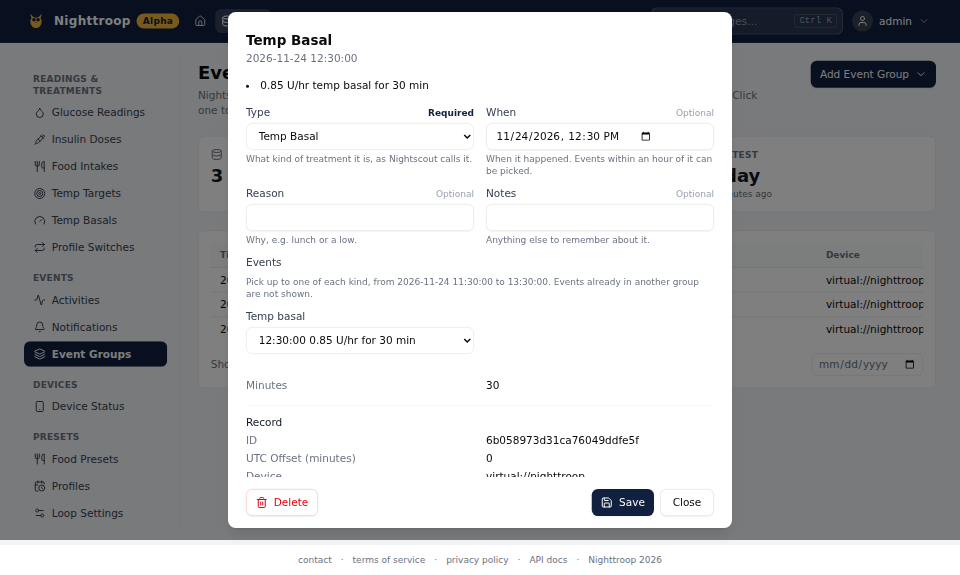 Nighttroop Alpha
Ctrl K
admin
Temp Basal
2026-11-24 12:30:00
• 0.85 U/hr temp basal for 30 min
Type Required
Temp Basal
What kind of treatment it is, as Nightscout calls it.
When Optional
11/24/2026, 12:30 PM
When it happened. Events within an hour of it can
be picked.
Reason Optional
Why, e.g. lunch or a low.
Notes Optional
Anything else to remember about it.
Events
Pick up to one of each kind, from 2026-11-24 11:30:00 to 13:30:00. Events already in another group
are not shown.
Temp basal
12:30:00 0.85 U/hr for 30 min
Minutes 30
Record
ID 6b058973d31ca76049ddfe5f
UTC Offset (minutes) 0
Device virtual://nighttroop
Delete
Save
Close
READINGS &
TREATMENTS
Glucose Readings
Insulin Doses
Food Intakes
Temp Targets
Temp Basals
Profile Switches
EVENTS
Activities
Notifications
Event Groups
DEVICES
Device Status
PRESETS
Food Presets
Profiles
Loop Settings
Add Event Group
Click
one to
3
Device
virtual://nighttroop
virtual://nighttroop
virtual://nighttroop
mm/dd/yyyy
contact · terms of service · privacy policy · API docs · Nighttroop 2026